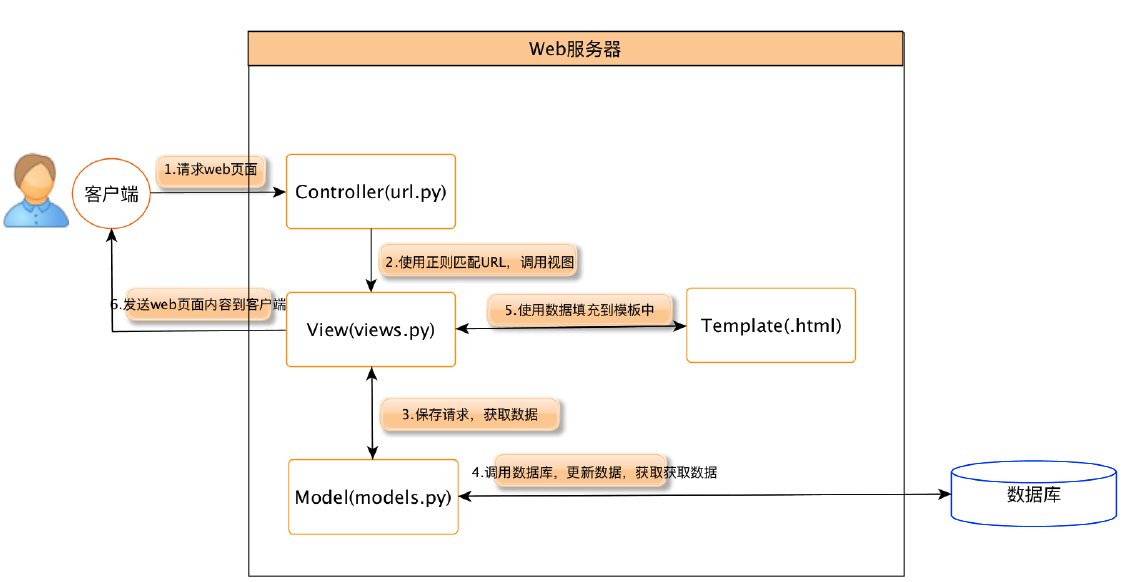 Web服务器
1.请求web页面
客户端
Controller(url.py)
2.使用正则匹配URL，调用视图
6.发送web页面内容到客户端
View(views.py)
5.使用数据填充到模板中
Template(.html)
3.保存请求，获取数据
4.调用数据库，更新数据，获取获取数据
Model(models.py)
数据库